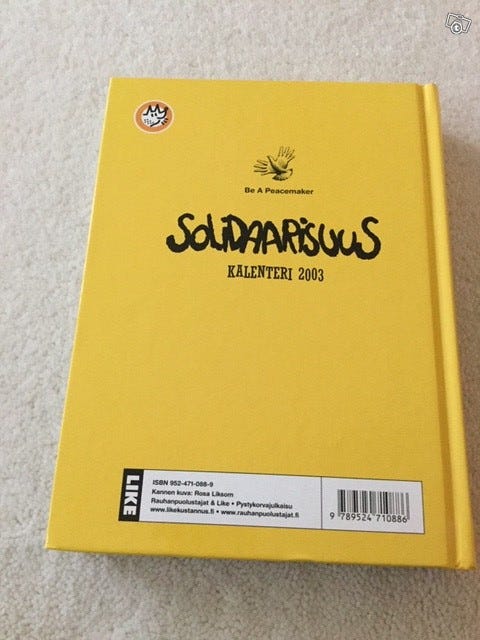 Be A Peacemaker
SOLiDAARiSUUS
KALENTERI 2003
LIKE
ISBN 952-471-088-9
Kannen kuva: Rosa Liksom
Rauhanpuolustajat & Like • Pystykorvajulkaisu
www.likekustannus.fi • www.rauhanpuolustajat.fi
9 789524 710886